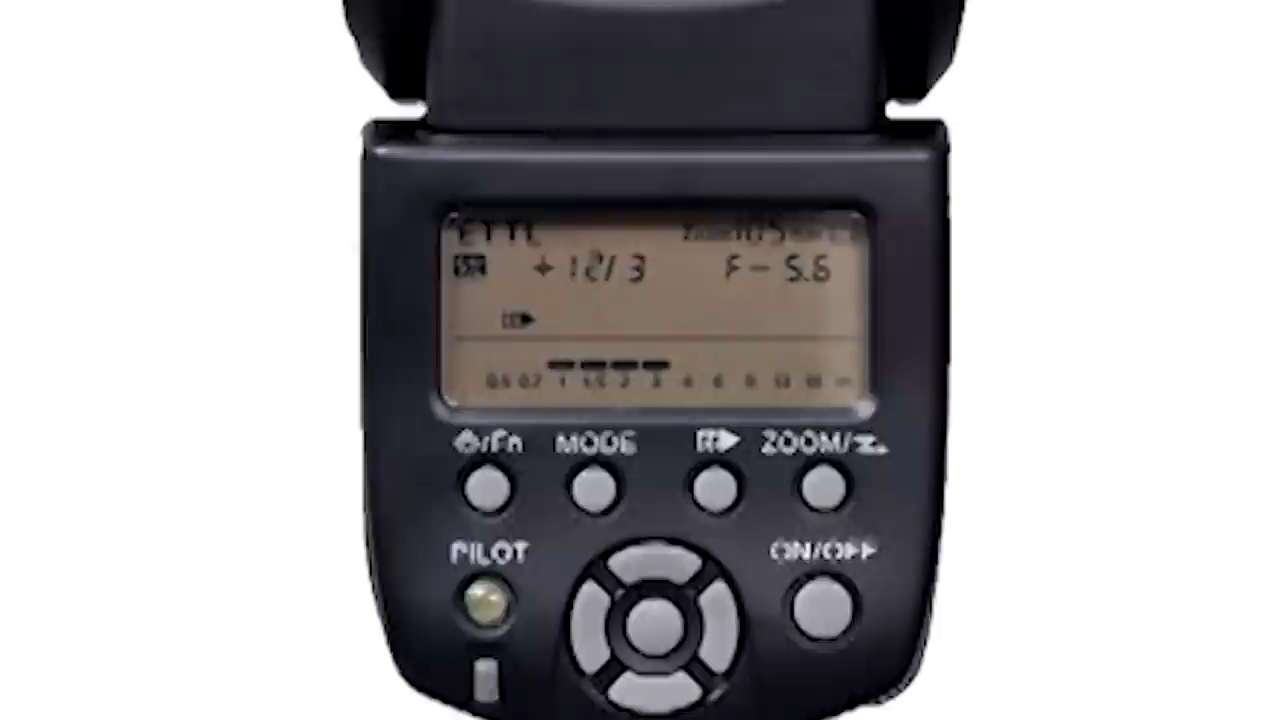 ETTL
+ 1 2/3 F- 5.6
0.5 0.7 1 1.5 2 3 4 6 9 13 18 m
/Fn MODE ZOOM/
PILOT ON/OFF